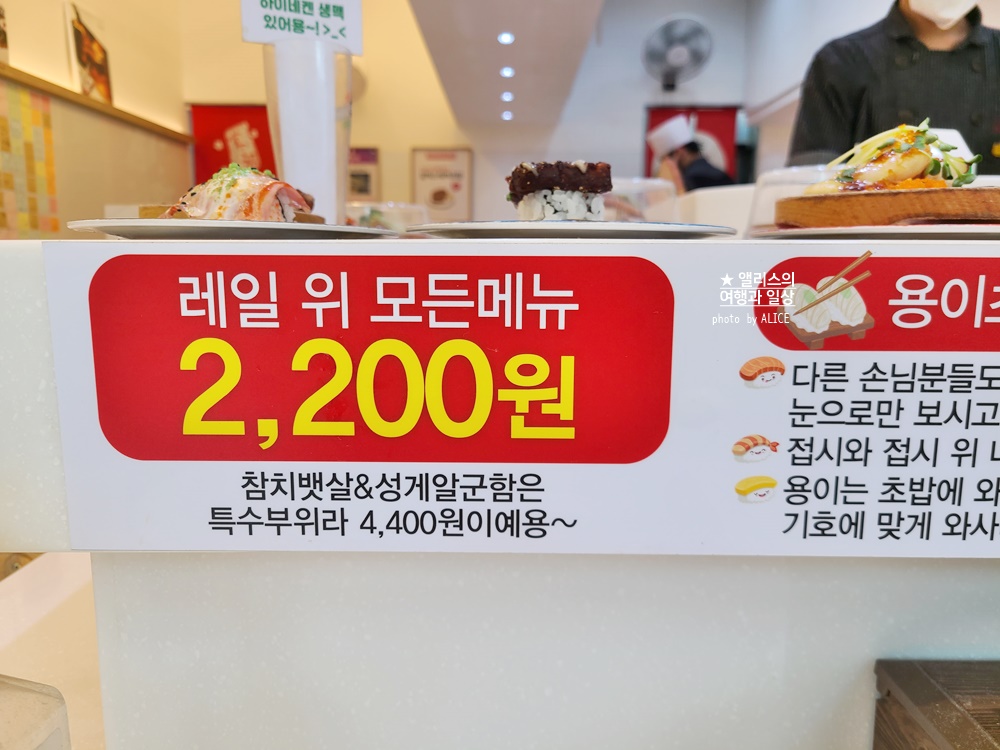 하이네켄 생맥
있어용~! >_<
레일 위 모든메뉴
2,200원
참치뱃살&성게알군함은
특수부위라 4,400원이예용~
★ 앨리스의
여행과 일상
photo by ALICE
용이초
다른 손님분들도
눈으로만 보시고
접시와 접시 위
용이는 초밥에 와
기호에 맞게 와사